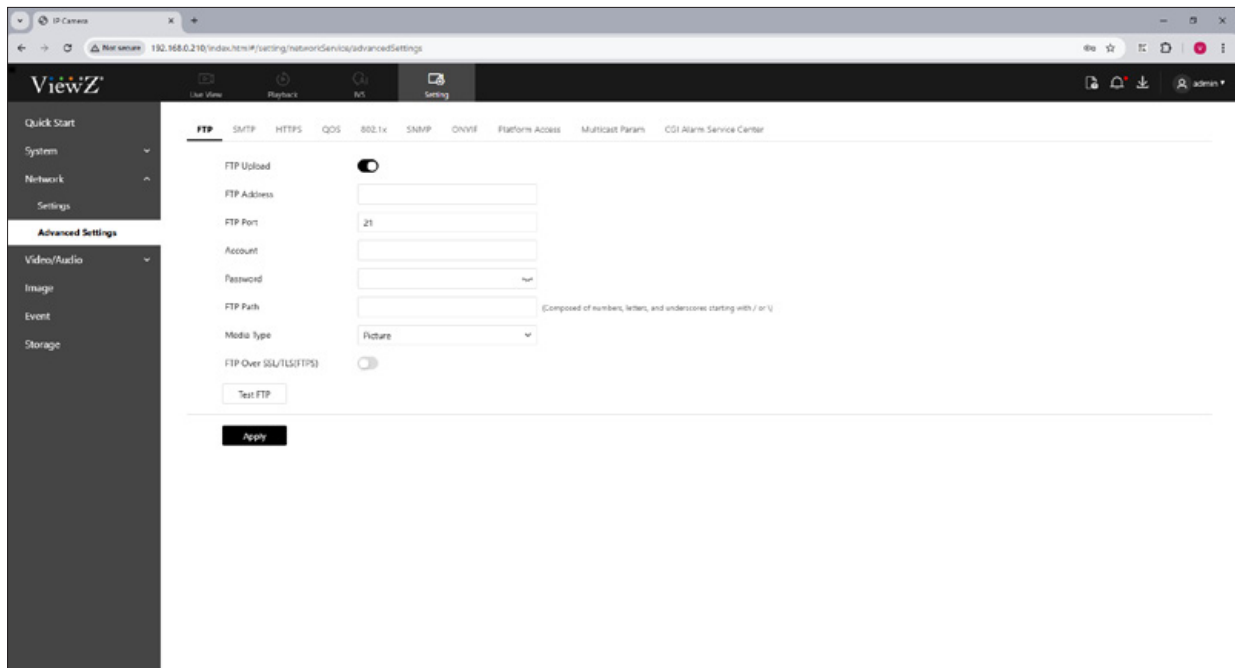 IP Camera
Not secure 192.168.0.210/index.html#/setting/networkService/advancedSettings
ViewZ
Live View Playback IVS Setting
admin
Quick Start
System
Network
Settings
Advanced Settings
Video/Audio
Image
Event
Storage
FTP SMTP HTTPS QOS 802.1x SNMP ONVIF Platform Access Multicast Param CGI Alarm Service Center
FTP Upload
FTP Address
FTP Port 21
Account
Password
FTP Path (Composed of numbers, letters, and underscores starting with / or \)
Media Type Picture
FTP Over SSL/TLS(FTPS)
Test FTP
Apply